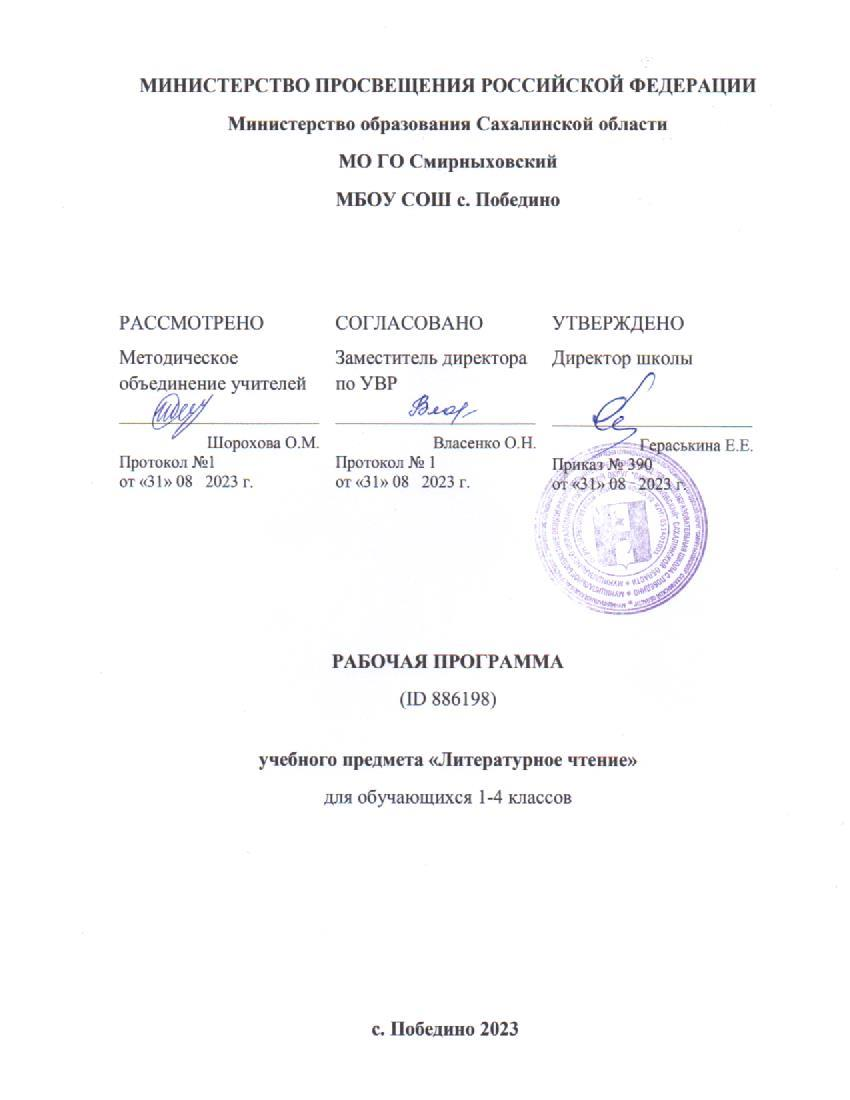 МИНИСТЕРСТВО ПРОСВЕЩЕНИЯ РОССИЙСКОЙ ФЕДЕРАЦИИ
Министерство образования Сахалинской области
МО ГО Смирныховский
МБОУ СОШ с. Победино
РАССМОТРЕНО
Методическое
объединение учителей
Шорохова О.М.
Протокол №1
от «31» 08 2023 г.
СОГЛАСОВАНО
Заместитель директора
по УВР
Власенко О.Н.
Протокол № 1
от «31» 08 2023 г.
УТВЕРЖДЕНО
Директор школы
Гераськина Е.Е.
Приказ № 390
от «31» 08 2023 г.
РАБОЧАЯ ПРОГРАММА
(ID 886198)
учебного предмета «Литературное чтение»
для обучающихся 1-4 классов
с. Победино 2023